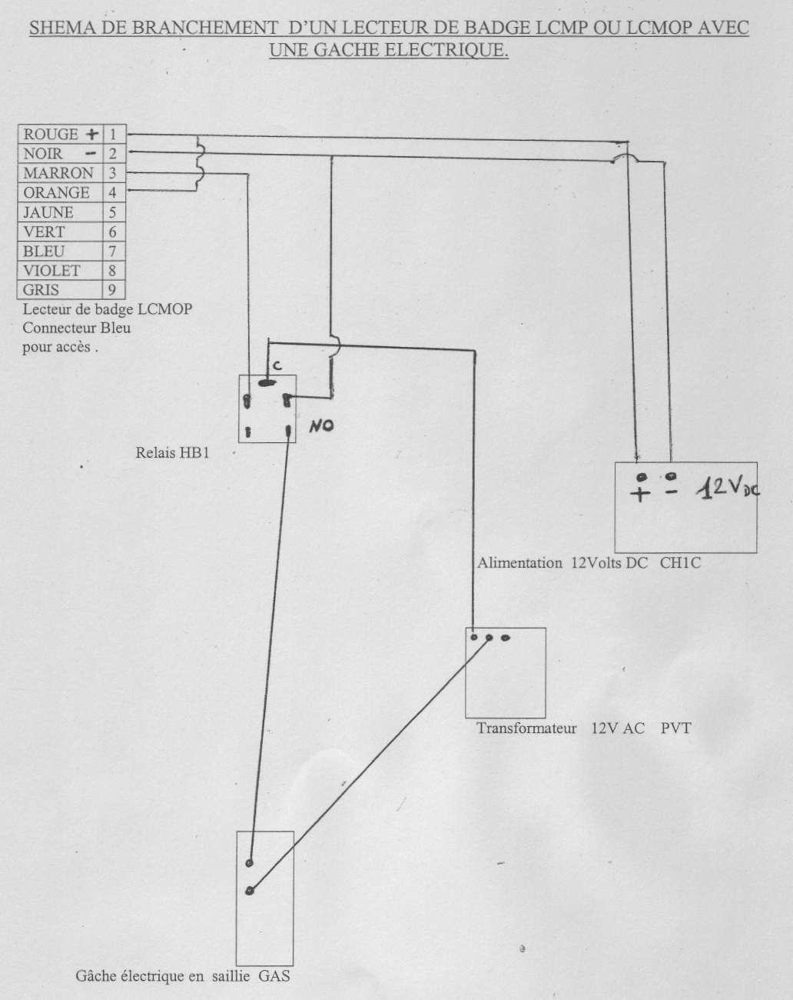 SHEMA DE BRANCHEMENT D'UN LECTEUR DE BADGE LCMP OU LCMOP AVEC
UNE GACHE ELECTRIQUE.
ROUGE + 1
NOIR - 2
MARRON 3
ORANGE 4
JAUNE 5
VERT 6
BLEU 7
VIOLET 8
GRIS 9
Lecteur de badge LCMOP
Connecteur Bleu
pour accès .
C
NO
Relais HB1
+ - 12VDC
Alimentation 12Volts DC CH1C
Transformateur 12V AC PVT
Gâche électrique en saillie GAS